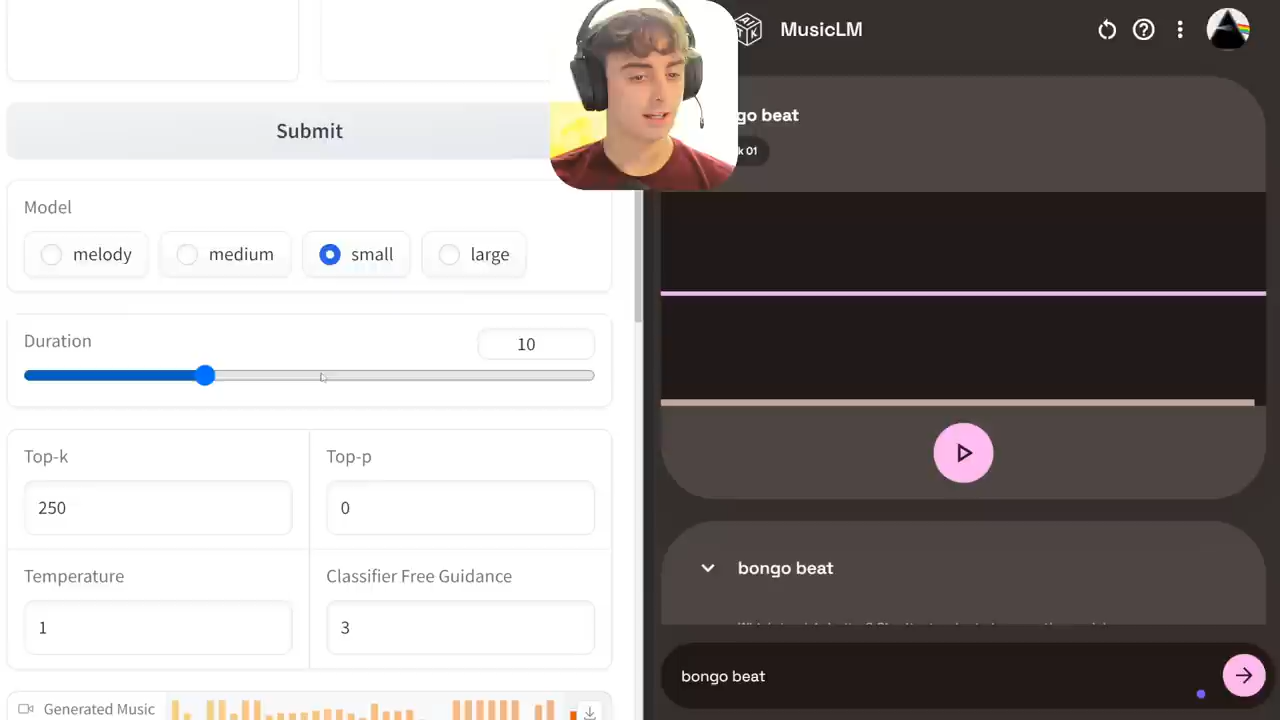 Submit
Model
melody
medium
small
large
Duration
10
Top-k
250
Top-p
0
Temperature
1
Classifier Free Guidance
3
Generated Music
MusicLM
go beat
k 01
bongo beat
bongo beat